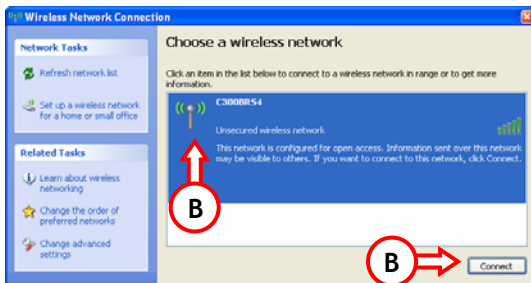 Wireless Network Connection
Network Tasks
Refresh network list
Set up a wireless network
for a home or small office
Related Tasks
Learn about wireless
networking
Change the order of
preferred networks
Change advanced
settings
Choose a wireless network
Click an item in the list below to connect to a wireless network in range or to get more
information.
C300BR54
Unsecured wireless network
This network is configured for open access. Information sent over this network
may be visible to others. If you want to connect to this network, click Connect.
B
B
Connect